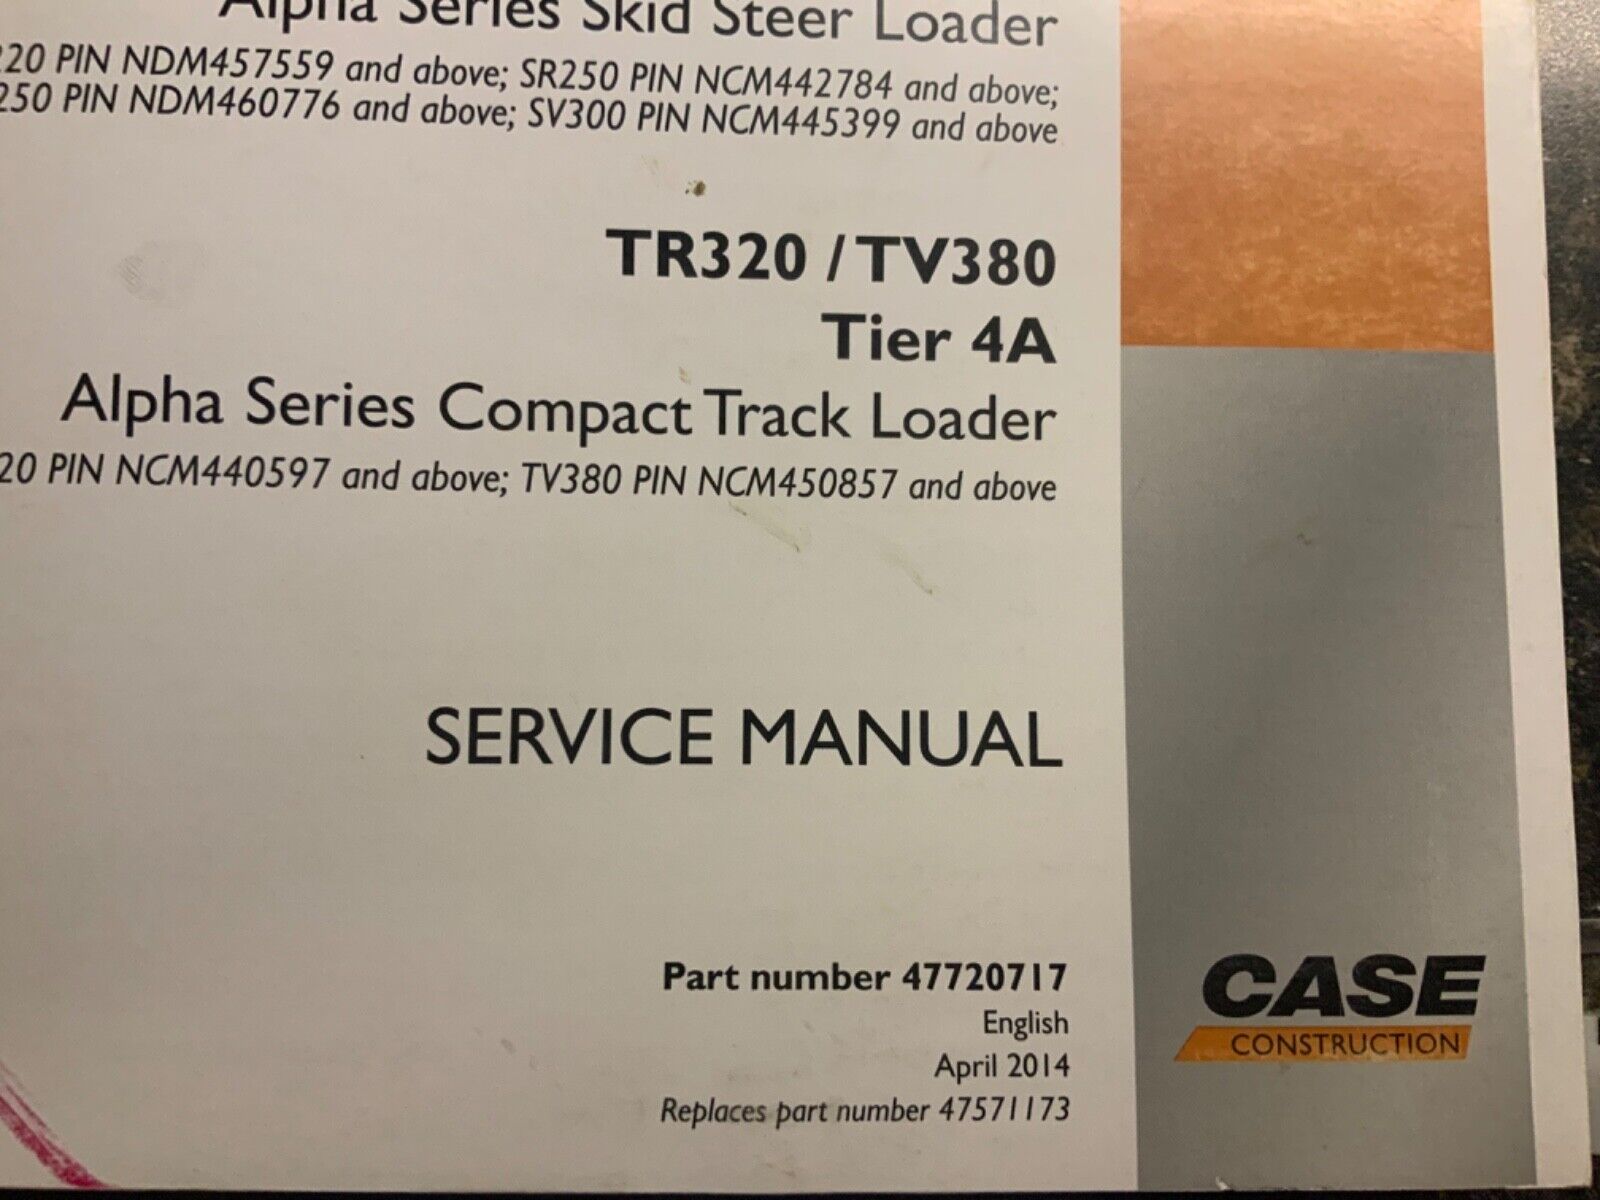 Alpha Series Skid Steer Loader
220 PIN NDM457559 and above; SR250 PIN NCM442784 and above;
250 PIN NDM460776 and above; SV300 PIN NCM445399 and above
TR320 / TV380
Tier 4A
Alpha Series Compact Track Loader
20 PIN NCM440597 and above; TV380 PIN NCM450857 and above
SERVICE MANUAL
Part number 47720717
English
April 2014
Replaces part number 47571173
CASE
CONSTRUCTION